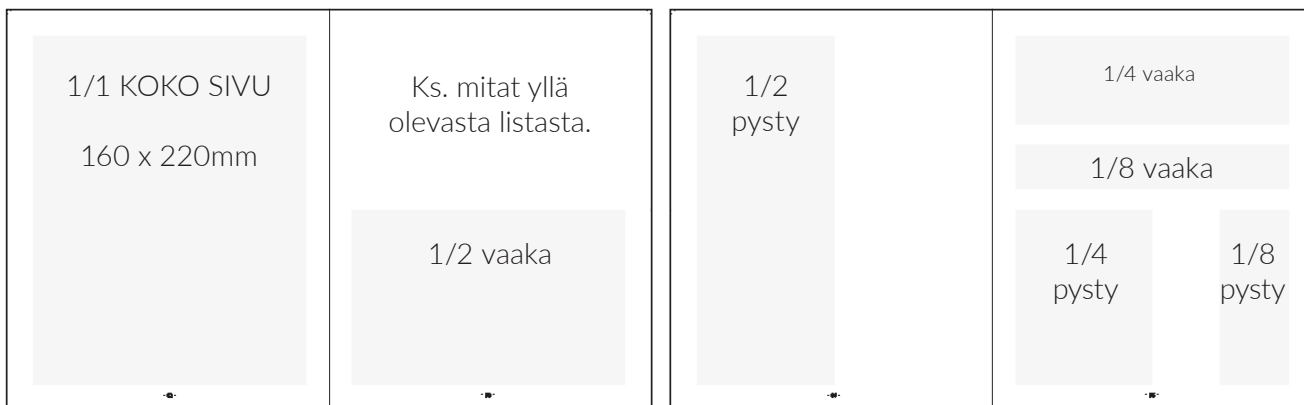 1/1 KOKO SIVU
160 x 220mm
Ks. mitat yllä
olevasta listasta.
1/2 vaaka
1/2
pysty
1/4 vaaka
1/8 vaaka
1/4
pysty
1/8
pysty